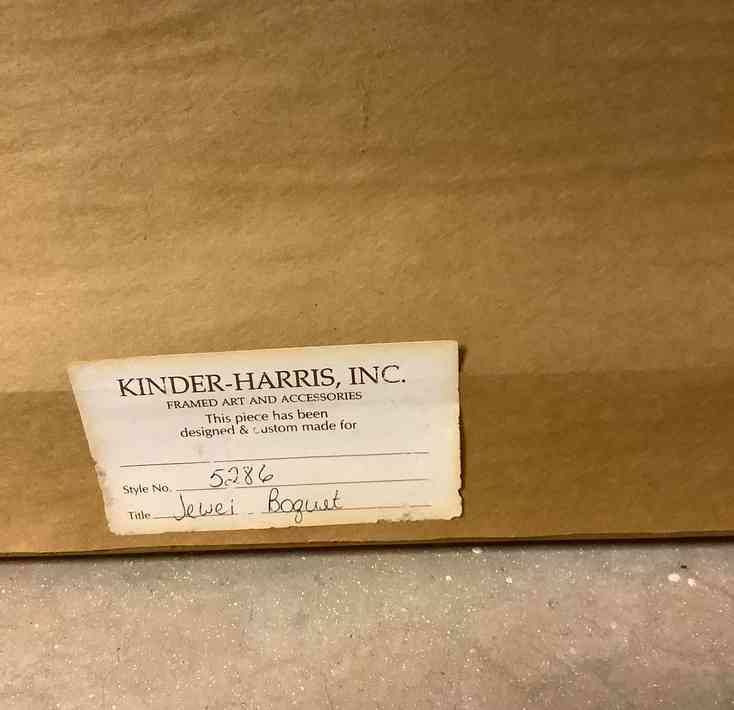 KINDER-HARRIS, INC.
FRAMED ART AND ACCESSORIES
This piece has been
designed & custom made for
Style No. 5286
Title Jewei Boguet